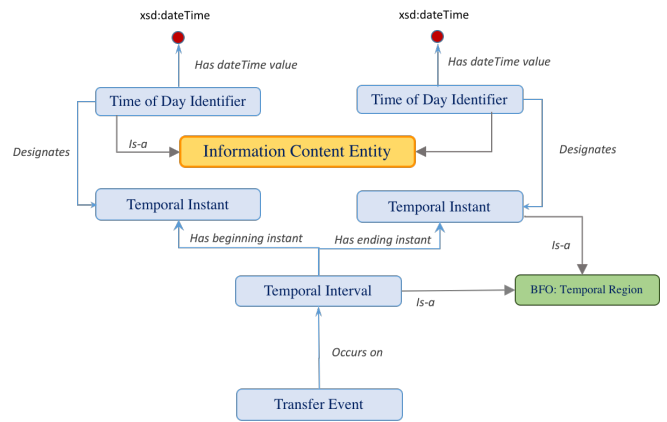 xsd:dateTime
xsd:dateTime
Has dateTime value
Has dateTime value
Time of Day Identifier
Time of Day Identifier
Is-a
Designates
Information Content Entity
Designates
Temporal Instant
Temporal Instant
Has beginning instant
Has ending instant
Is-a
Temporal Interval
Is-a
BFO: Temporal Region
Occurs on
Transfer Event